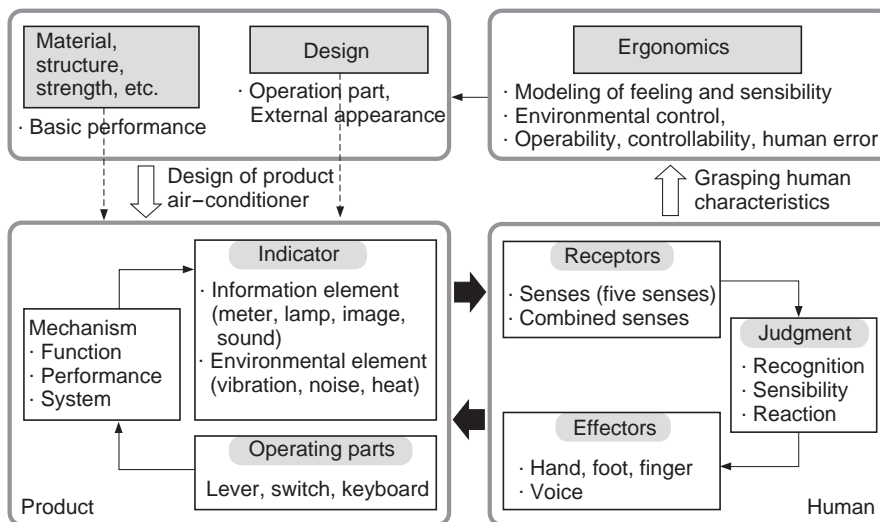 Material,
structure,
strength, etc.
· Basic performance
Design
· Operation part,
External appearance
Ergonomics
· Modeling of feeling and sensibility
· Environmental control,
· Operability, controllability, human error
Design of product
air−conditioner
Grasping human
characteristics
Indicator
· Information element
(meter, lamp, image,
sound)
· Environmental element
(vibration, noise, heat)
Mechanism
· Function
· Performance
· System
Operating parts
Lever, switch, keyboard
Product
Receptors
· Senses (five senses)
· Combined senses
Judgment
· Recognition
· Sensibility
· Reaction
Effectors
· Hand, foot, finger
· Voice
Human